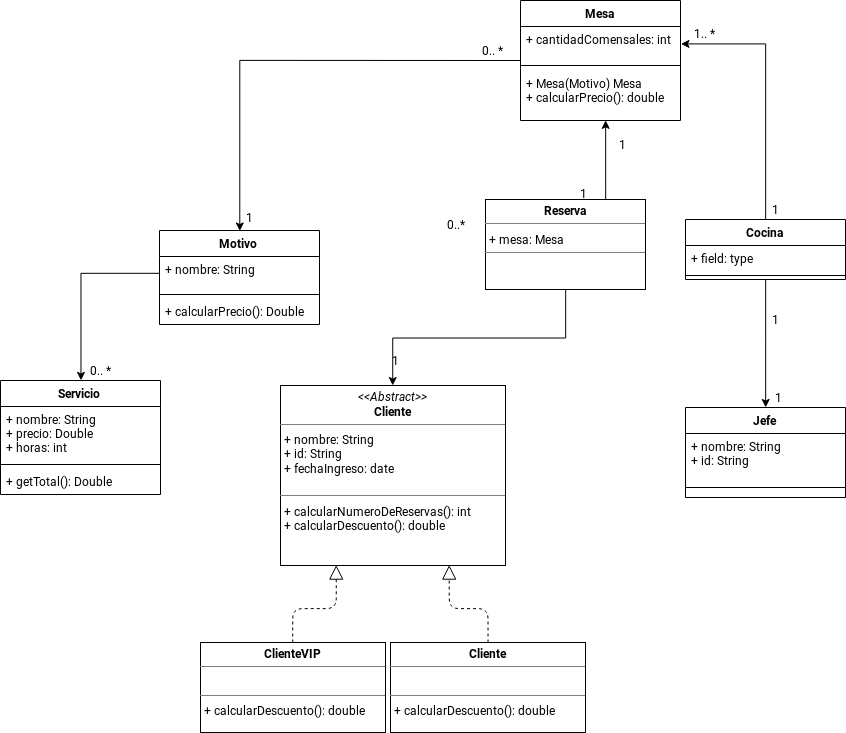 Mesa
+ cantidadComensales: int
+ Mesa(Motivo) Mesa
+ calcularPrecio(): double
0.. *
1.. *
1
1
1
1
Motivo
+ nombre: String
+ calcularPrecio(): Double
0..*
Reserva
+ mesa: Mesa
Cocina
+ field: type
1
1
1
0.. *
Servicio
+ nombre: String
+ precio: Double
+ horas: int
+ getTotal(): Double
<<Abstract>>
Cliente
+ nombre: String
+ id: String
+ fechaIngreso: date
+ calcularNumeroDeReservas(): int
+ calcularDescuento(): double
Jefe
+ nombre: String
+ id: String
ClienteVIP
+ calcularDescuento(): double
Cliente
+ calcularDescuento(): double